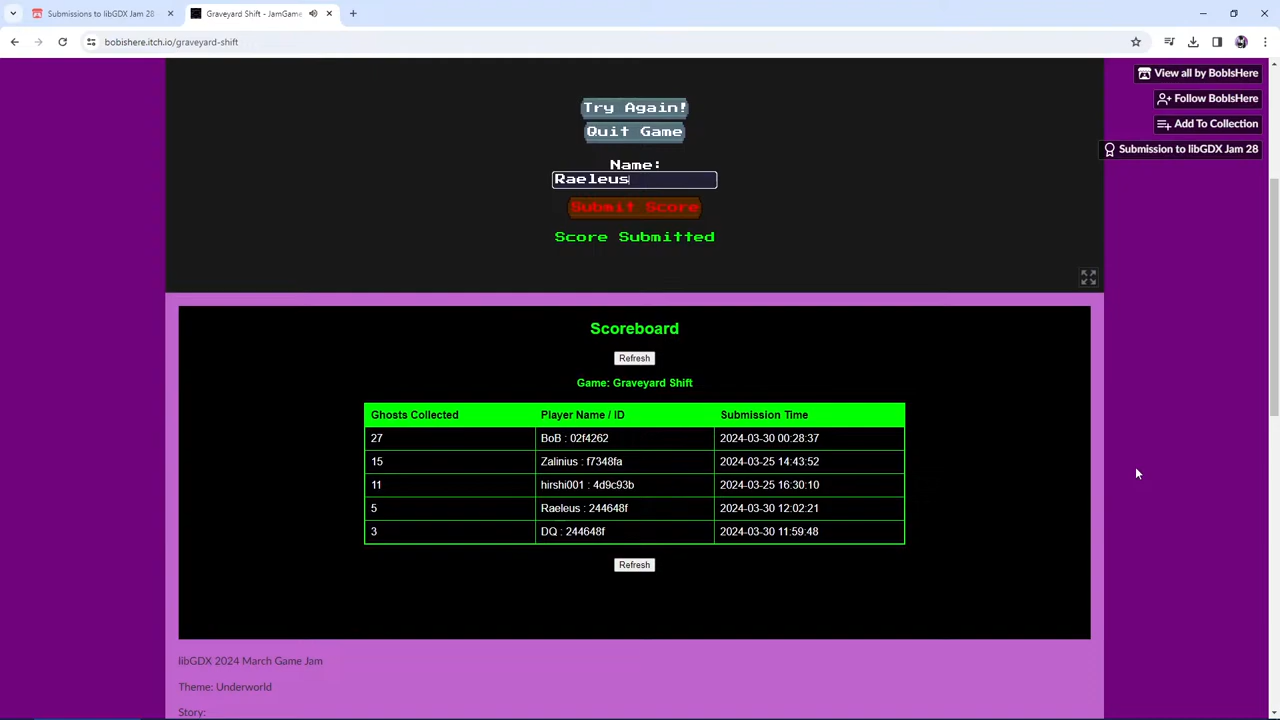 Submissions to libGDX Jam 28
Graveyard Shift - JamGame
bobishere.itch.io/graveyard-shift
View all by BobIsHere
Follow BobIsHere
Add To Collection
Submission to libGDX Jam 28
Try Again!
Quit Game
Name:
Raeleus
Submit Score
Score Submitted
Scoreboard
Refresh
Game: Graveyard Shift
Ghosts Collected Player Name / ID Submission Time
27 BoB : 02f4262 2024-03-30 00:28:37
15 Zalinius : f7348fa 2024-03-25 14:43:52
11 hirshi001 : 4d9c93b 2024-03-25 16:30:10
5 Raeleus : 244648f 2024-03-30 12:02:21
3 DQ : 244648f 2024-03-30 11:59:48
Refresh
libGDX 2024 March Game Jam
Theme: Underworld
Story: